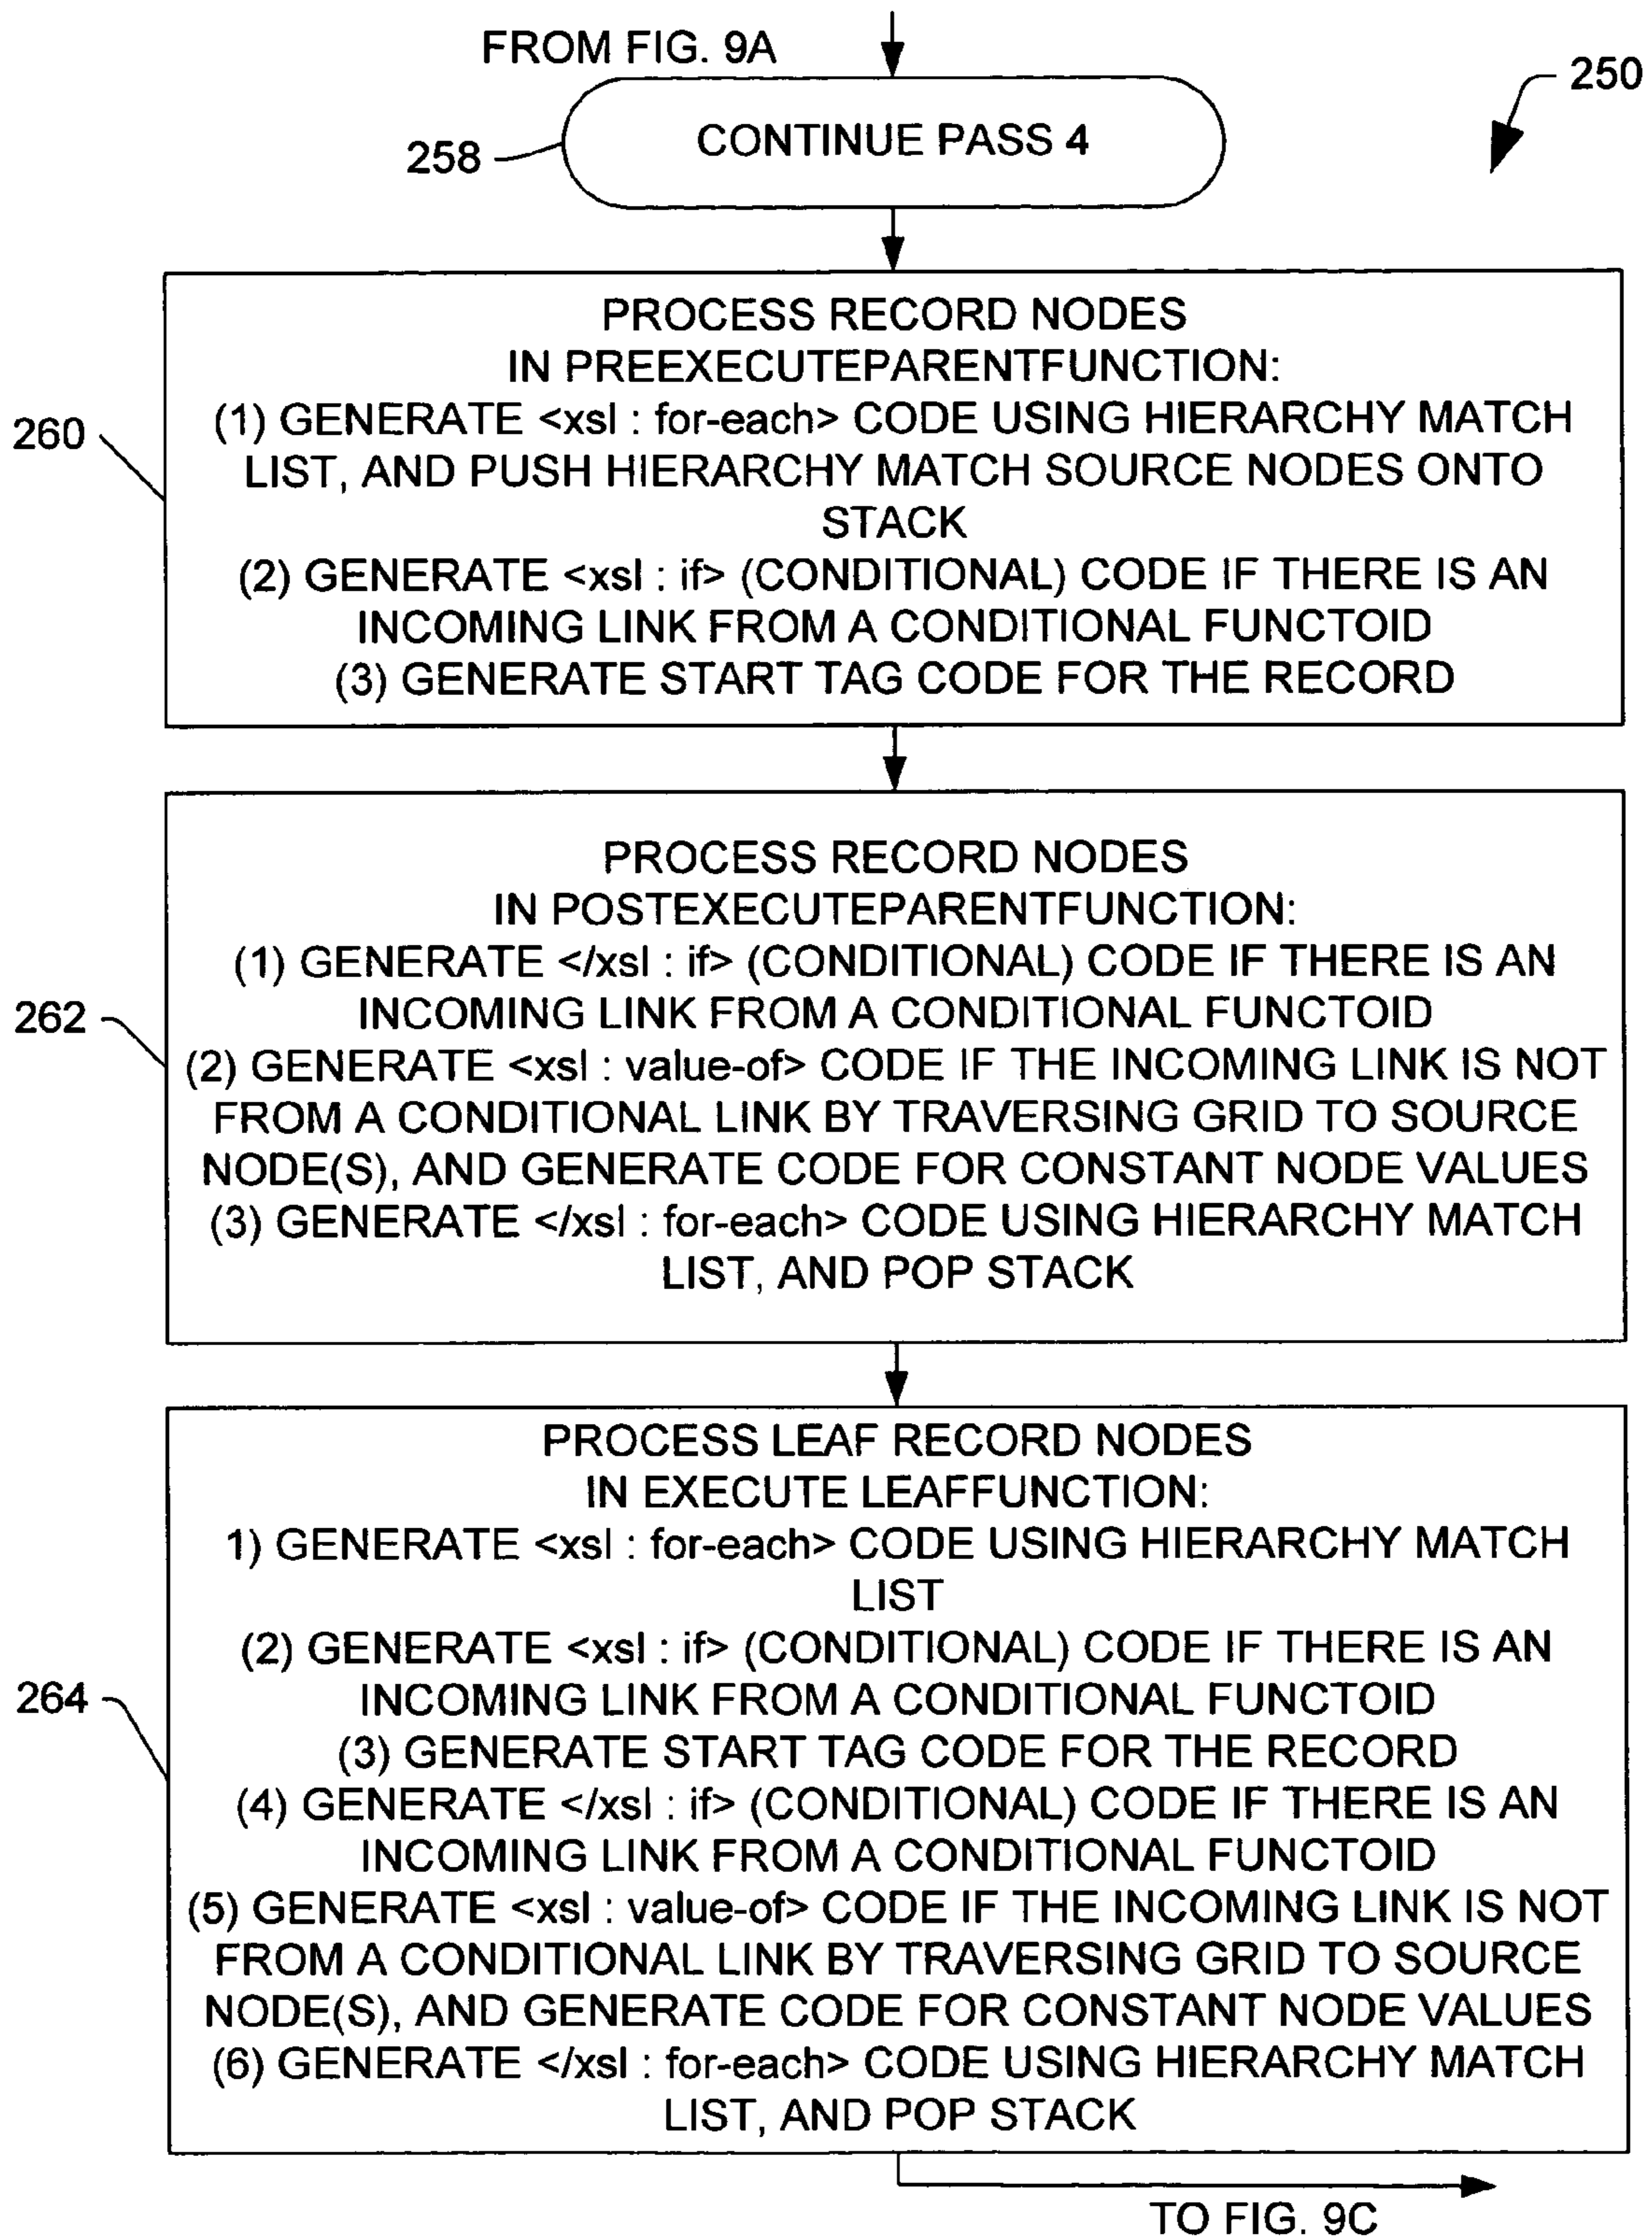 FROM FIG. 9A
250
258
CONTINUE PASS 4
260
PROCESS RECORD NODES
IN PREEXECUTEPARENTFUNCTION:
(1) GENERATE <xsl : for-each> CODE USING HIERARCHY MATCH
LIST, AND PUSH HIERARCHY MATCH SOURCE NODES ONTO
STACK
(2) GENERATE <xsl : if> (CONDITIONAL) CODE IF THERE IS AN
INCOMING LINK FROM A CONDITIONAL FUNCTOID
(3) GENERATE START TAG CODE FOR THE RECORD
262
PROCESS RECORD NODES
IN POSTEXECUTEPARENTFUNCTION:
(1) GENERATE </xsl : if> (CONDITIONAL) CODE IF THERE IS AN
INCOMING LINK FROM A CONDITIONAL FUNCTOID
(2) GENERATE <xsl : value-of> CODE IF THE INCOMING LINK IS NOT
FROM A CONDITIONAL LINK BY TRAVERSING GRID TO SOURCE
NODE(S), AND GENERATE CODE FOR CONSTANT NODE VALUES
(3) GENERATE </xsl : for-each> CODE USING HIERARCHY MATCH
LIST, AND POP STACK
264
PROCESS LEAF RECORD NODES
IN EXECUTE LEAFFUNCTION:
1) GENERATE <xsl : for-each> CODE USING HIERARCHY MATCH
LIST
(2) GENERATE <xsl : if> (CONDITIONAL) CODE IF THERE IS AN
INCOMING LINK FROM A CONDITIONAL FUNCTOID
(3) GENERATE START TAG CODE FOR THE RECORD
(4) GENERATE </xsl : if> (CONDITIONAL) CODE IF THERE IS AN
INCOMING LINK FROM A CONDITIONAL FUNCTOID
(5) GENERATE <xsl : value-of> CODE IF THE INCOMING LINK IS NOT
FROM A CONDITIONAL LINK BY TRAVERSING GRID TO SOURCE
NODE(S), AND GENERATE CODE FOR CONSTANT NODE VALUES
(6) GENERATE </xsl : for-each> CODE USING HIERARCHY MATCH
LIST, AND POP STACK
TO FIG. 9C